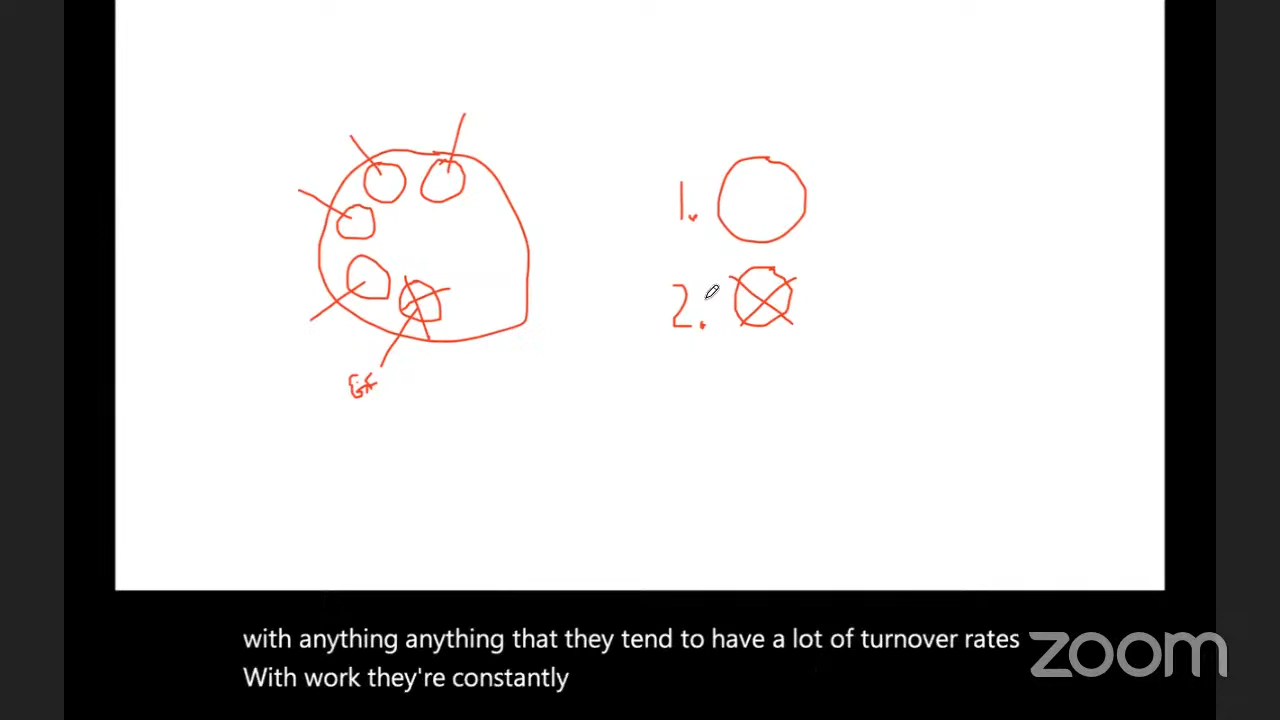 1.
2.
with anything anything that they tend to have a lot of turnover rates
With work they're constantly
zoom